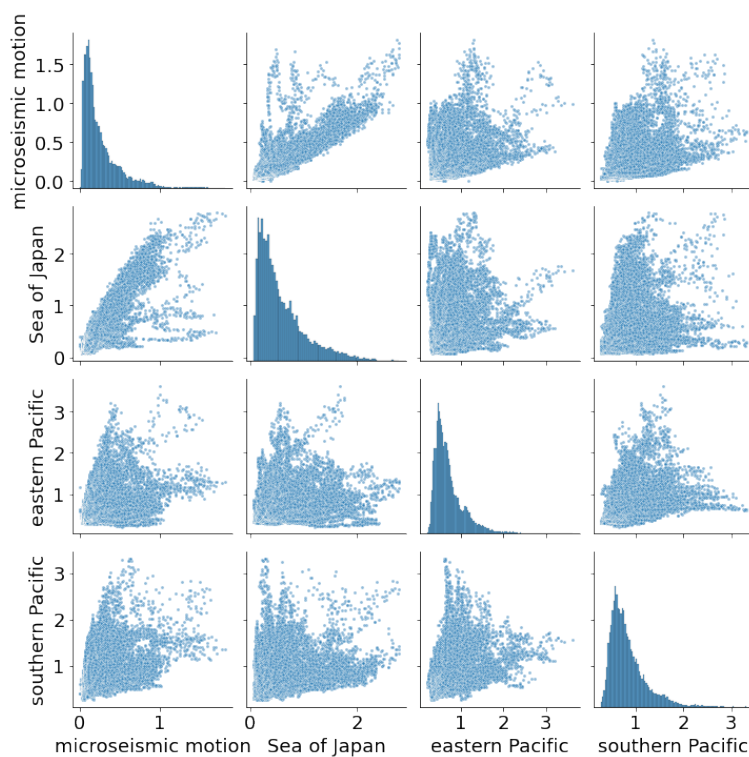 microseismic motion
1.5
1.0
0.5
0.0
Sea of Japan
2
1
0
eastern Pacific
3
2
1
southern Pacific
3
2
1
0 1
0 1 2
1 2 3
1 2 3
microseismic motion Sea of Japan eastern Pacific southern Pacific